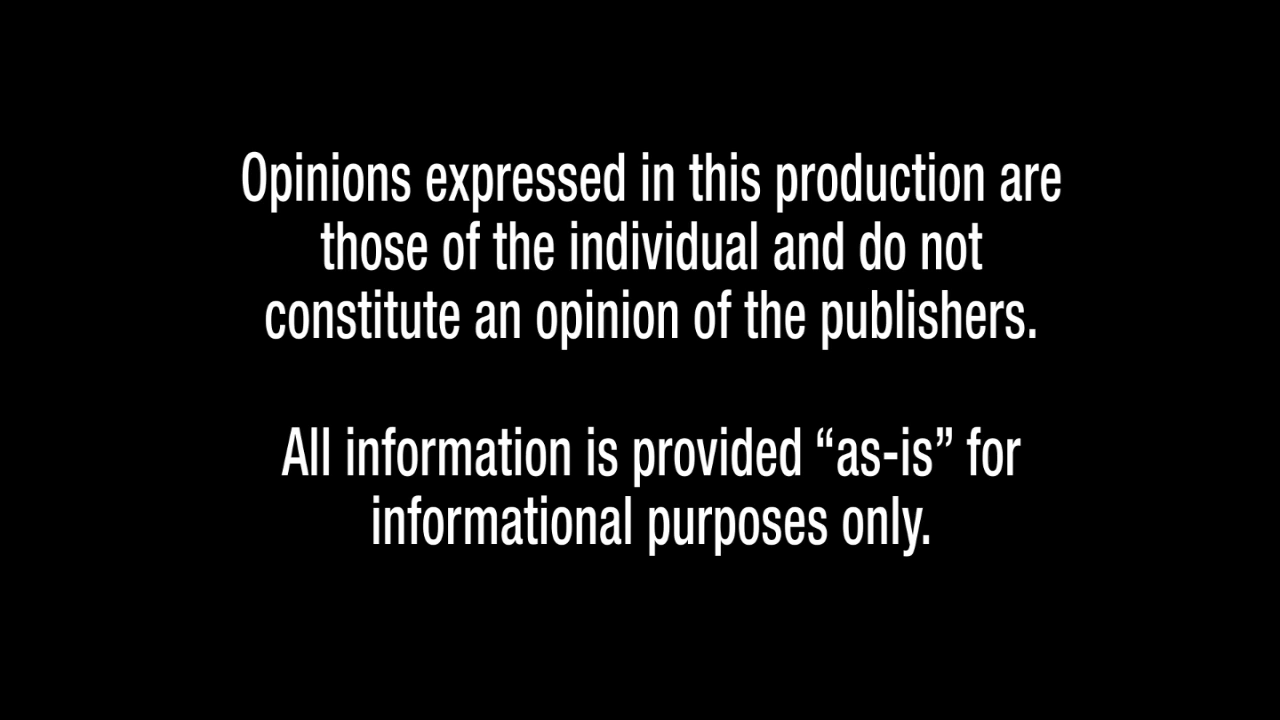 Opinions expressed in this production are
those of the individual and do not
constitute an opinion of the publishers.
All information is provided “as-is” for
informational purposes only.